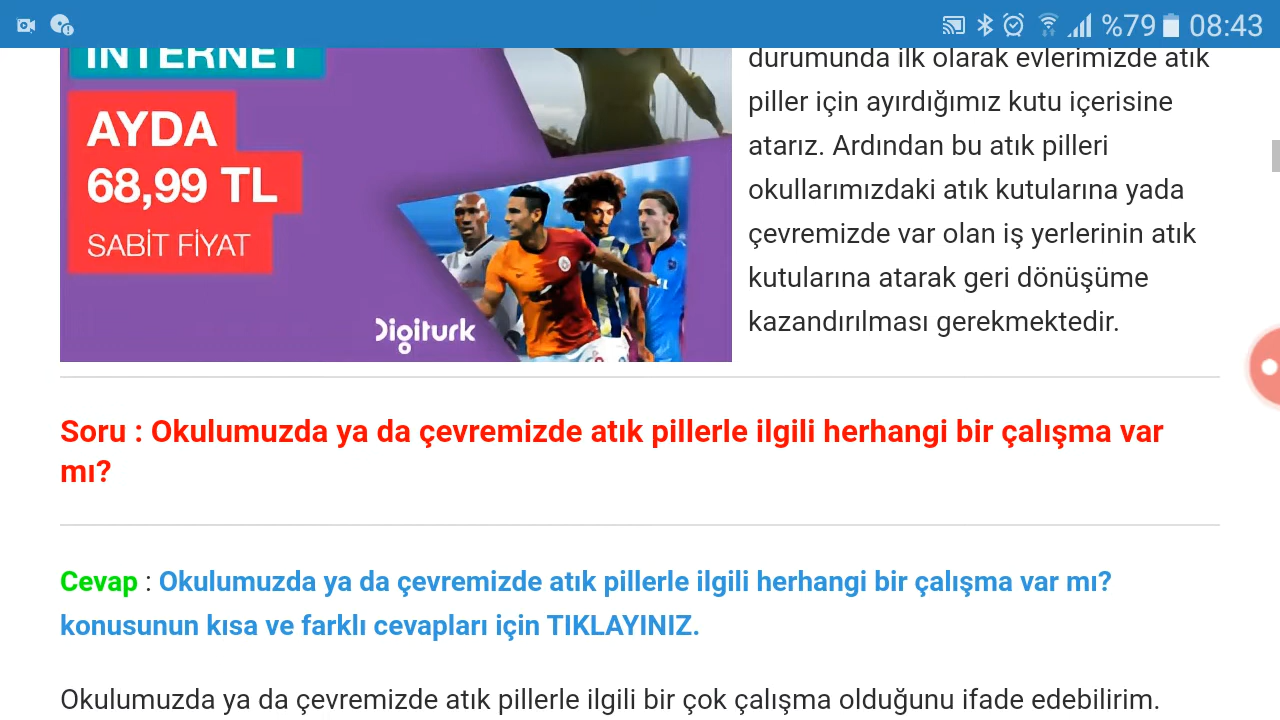 %79 08:43
INTERNET
AYDA
68,99 TL
SABİT FİYAT
Digiturk
durumunda ilk olarak evlerimizde atık
piller için ayırdığımız kutu içerisine
atarız. Ardından bu atık pilleri
okullarımızdaki atık kutularına yada
çevremizde var olan iş yerlerinin atık
kutularına atarak geri dönüşüme
kazandırılması gerekmektedir.
Soru : Okulumuzda ya da çevremizde atık pillerle ilgili herhangi bir çalışma var
mı?
Cevap : Okulumuzda ya da çevremizde atık pillerle ilgili herhangi bir çalışma var mı?
konusunun kısa ve farklı cevapları için TIKLAYINIZ.
Okulumuzda ya da çevremizde atık pillerle ilgili bir çok çalışma olduğunu ifade edebilirim.